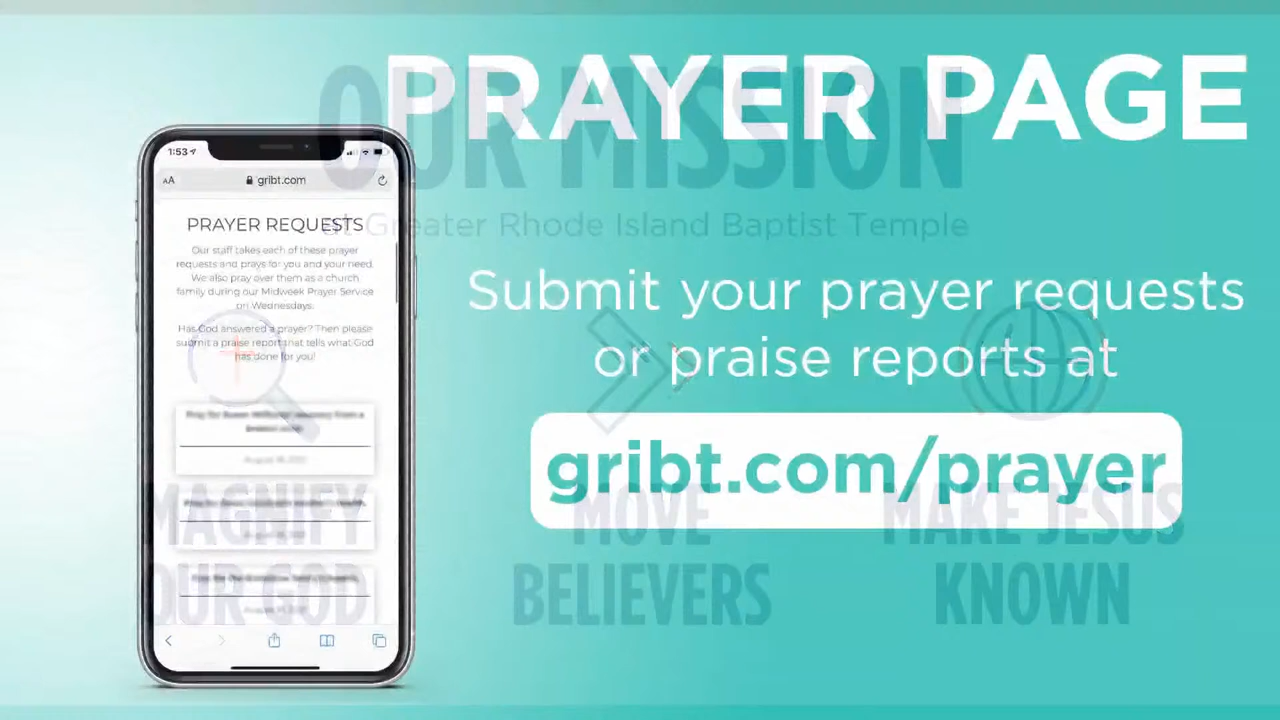 PRAYER PAGE
OUR MISSION
at Greater Rhode Island Baptist Temple
Submit your prayer requests
or praise reports at
gribt.com/prayer
MAGNIFY
OUR GOD
MOVE
BELIEVERS
MAKE JESUS
KNOWN
1:53
AA
gribt.com
PRAYER REQUESTS
Our staff takes each of these prayer
requests and prays for you and your need.
We also pray over them as a church
family during our Midweek Prayer Service
on Wednesdays.
Has God answered a prayer? Then please
submit a praise report that tells what God
has done for you!